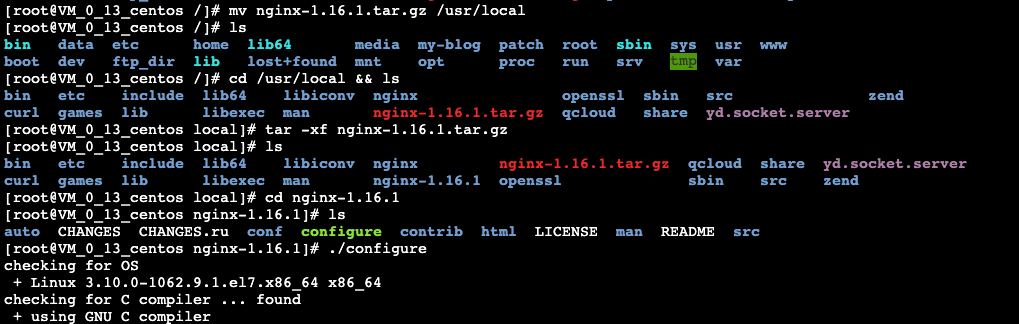 [root@VM_0_13_centos /]# mv nginx-1.16.1.tar.gz /usr/local
[root@VM_0_13_centos /]# ls
bin data etc home lib64 media my-blog patch root sbin sys usr www
boot dev ftp_dir lib lost+found mnt opt proc run srv tmp var
[root@VM_0_13_centos /]# cd /usr/local && ls
bin etc include lib64 libiconv nginx openssl sbin src zend
curl games lib libexec man nginx-1.16.1.tar.gz qcloud share yd.socket.server
[root@VM_0_13_centos local]# tar -xf nginx-1.16.1.tar.gz
[root@VM_0_13_centos local]# ls
bin etc include lib64 libiconv nginx nginx-1.16.1.tar.gz qcloud share yd.socket.server
curl games lib libexec man nginx-1.16.1 openssl sbin src zend
[root@VM_0_13_centos local]# cd nginx-1.16.1
[root@VM_0_13_centos nginx-1.16.1]# ls
auto CHANGES CHANGES.ru conf configure contrib html LICENSE man README src
[root@VM_0_13_centos nginx-1.16.1]# ./configure
checking for OS
 + Linux 3.10.0-1062.9.1.el7.x86_64 x86_64
checking for C compiler ... found
 + using GNU C compiler